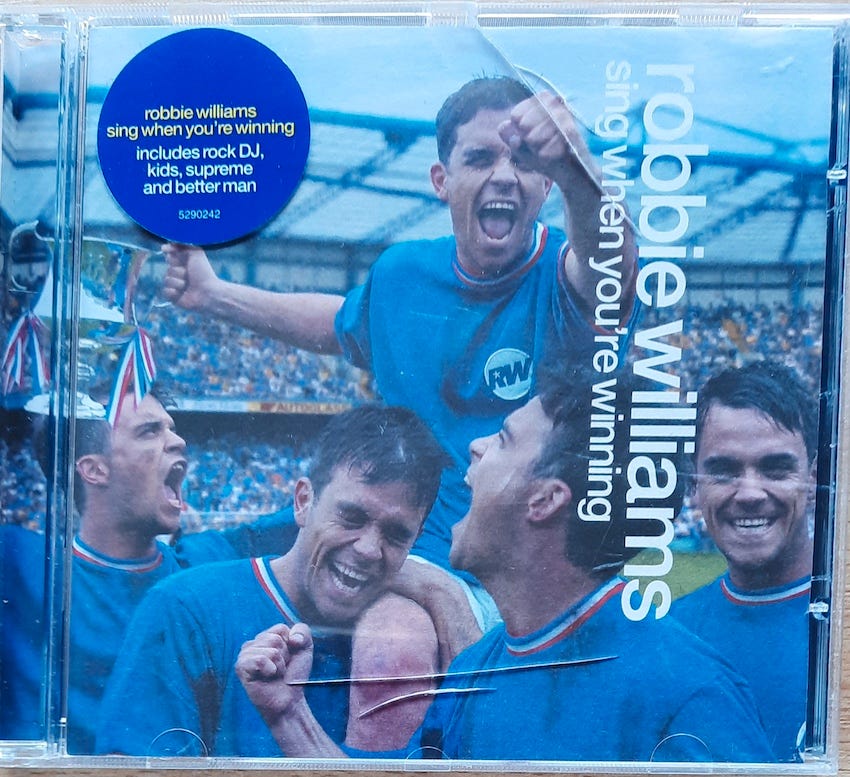 robbie williams
sing when you're winning
includes rock DJ,
kids, supreme
and better man
5290242
robbie williams
sing when you're winning
RW
AUTOGLASS